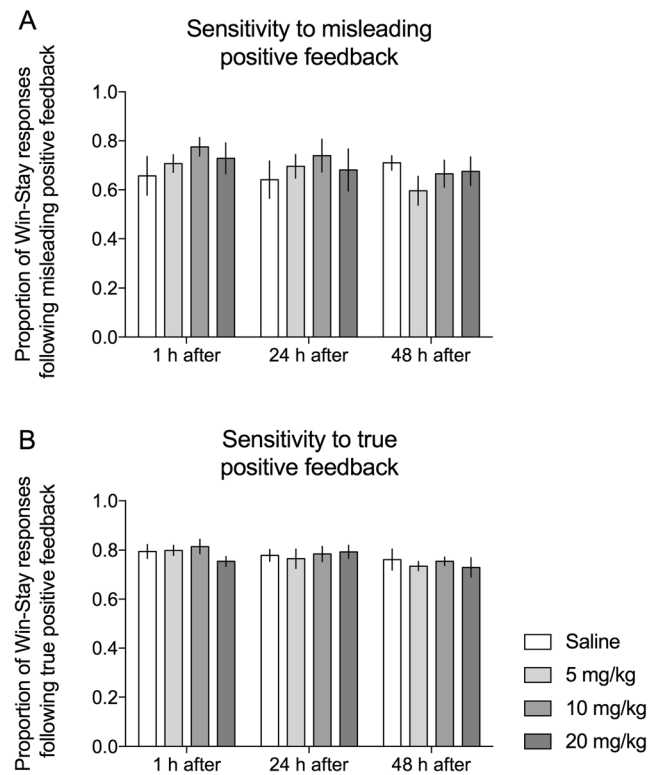 A
Sensitivity to misleading
positive feedback
Proportion of Win-Stay responses
following misleading positive feedback
1.0
0.8
0.6
0.4
0.2
0.0
1 h after
24 h after
48 h after
B
Sensitivity to true
positive feedback
Proportion of Win-Stay responses
following true positive feedback
1.0
0.8
0.6
0.4
0.2
0.0
1 h after
24 h after
48 h after
Saline
5 mg/kg
10 mg/kg
20 mg/kg